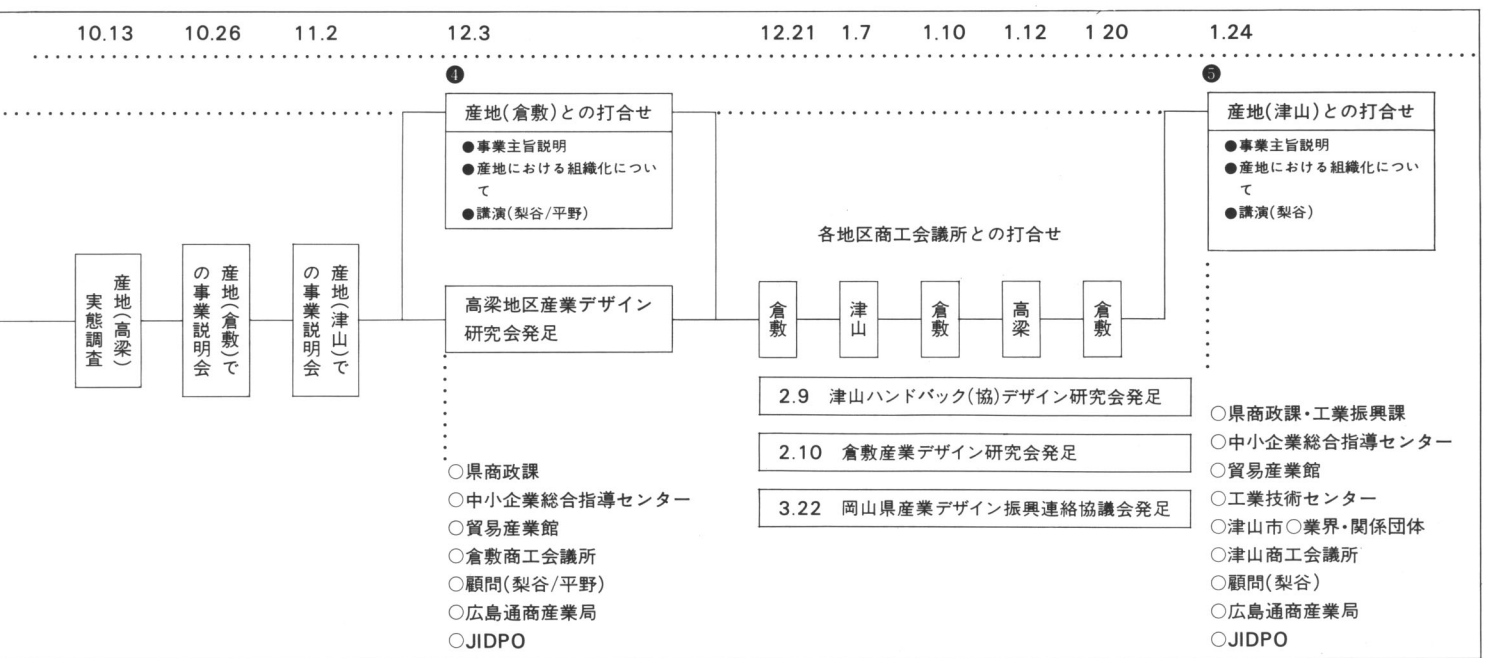 10.13 10.26 11.2 12.3 12.21 1.7 1.10 1.12 1 20 1.24
❹
産地(倉敷)との打合せ
●事業主旨説明
●産地における組織化につい
て
●講演(梨谷/平野)
❺
産地(津山)との打合せ
●事業主旨説明
●産地における組織化につい
て
●講演(梨谷)
各地区商工会議所との打合せ
産地(高梁)
実態調査
産地(倉敷)で
の事業説明会
産地(津山)で
の事業説明会
高梁地区産業デザイン
研究会発足
倉敷
津山
倉敷
高梁
倉敷
2.9 津山ハンドバック(協)デザイン研究会発足
2.10 倉敷産業デザイン研究会発足
3.22 岡山県産業デザイン振興連絡協議会発足
○県商政課
○中小企業総合指導センター
○貿易産業館
○倉敷商工会議所
○顧問(梨谷/平野)
○広島通商産業局
○JIDPO
○県商政課・工業振興課
○中小企業総合指導センター
○貿易産業館
○工業技術センター
○津山市○業界・関係団体
○津山商工会議所
○顧問(梨谷)
○広島通商産業局
○JIDPO